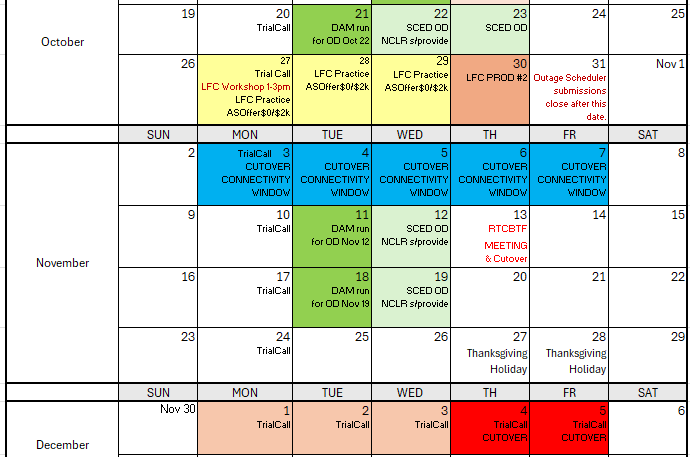 October
19 20 21 22 23 24 25
TrialCall DAM run SCED OD SCED OD
for OD Oct 22 NCLR s/provide
26 27 28 29 30 31 Nov 1
Trial Call LFC Practice LFC Practice LFC PROD #2 Outage Scheduler
LFC Workshop 1-3pm ASOffer$0/$2k ASOffer$0/$2k submissions
LFC Practice close after this
ASOffer$0/$2k date.
SUN MON TUE WED TH FR SAT
November
2 TrialCall 3 4 5 6 7 8
CUTOVER CUTOVER CUTOVER CUTOVER CUTOVER
CONNECTIVITY CONNECTIVITY CONNECTIVITY CONNECTIVITY CONNECTIVITY
WINDOW WINDOW WINDOW WINDOW WINDOW
9 10 11 12 13 14 15
TrialCall DAM run SCED OD RTCBTF
for OD Nov 12 NCLR s/provide MEETING
& Cutover
16 17 18 19 20 21 22
TrialCall DAM run SCED OD
for OD Nov 19 NCLR s/provide
23 24 25 26 27 28 29
TrialCall Thanksgiving Thanksgiving
Holiday Holiday
SUN MON TUE WED TH FR SAT
December
Nov 30 1 2 3 4 5 6
TrialCall TrialCall TrialCall TrialCall TrialCall
CUTOVER CUTOVER